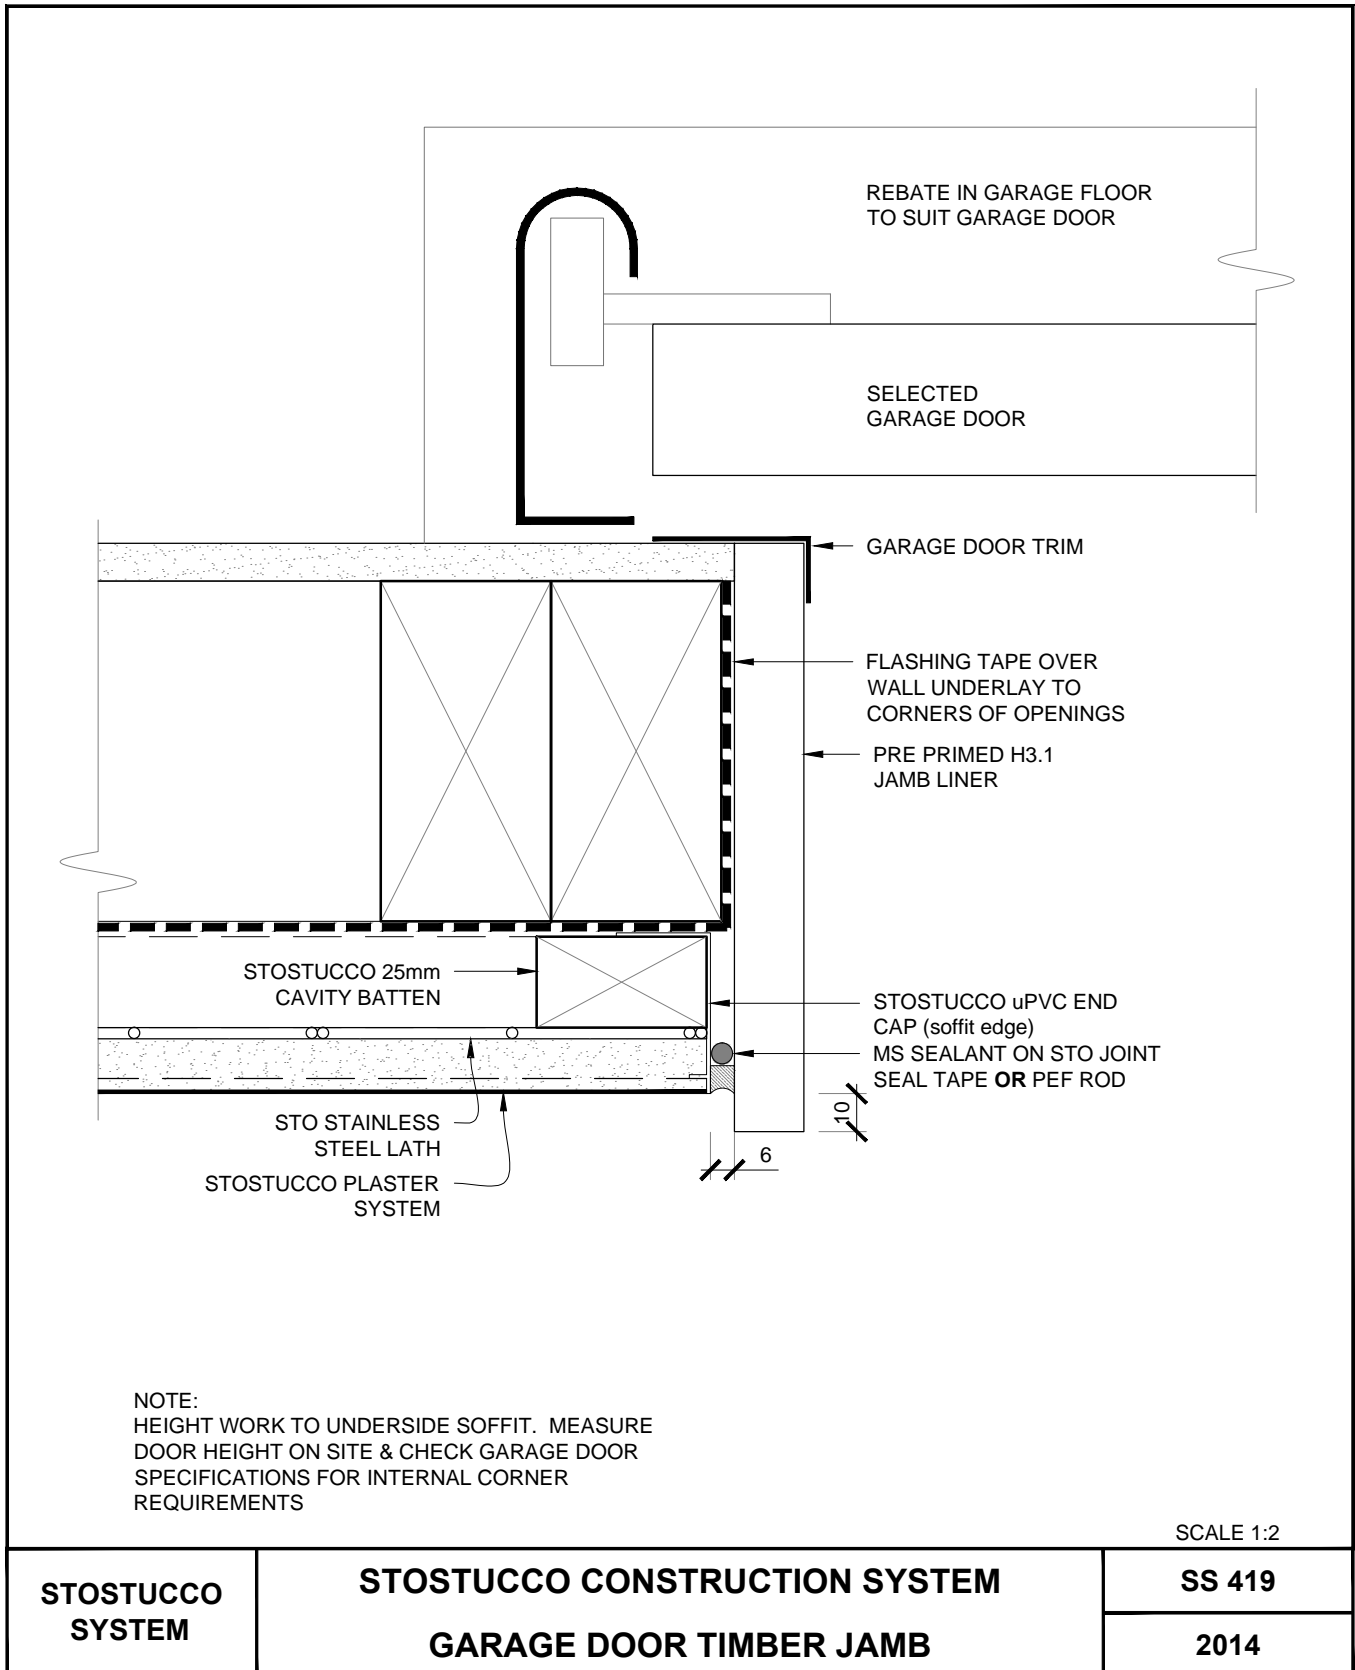 REBATE IN GARAGE FLOOR
TO SUIT GARAGE DOOR
SELECTED
GARAGE DOOR
GARAGE DOOR TRIM
FLASHING TAPE OVER
WALL UNDERLAY TO
CORNERS OF OPENINGS
PRE PRIMED H3.1
JAMB LINER
STOSTUCCO 25mm
CAVITY BATTEN
STOSTUCCO uPVC END
CAP (soffit edge)
MS SEALANT ON STO JOINT
SEAL TAPE OR PEF ROD
10
6
STO STAINLESS
STEEL LATH
STOSTUCCO PLASTER
SYSTEM
NOTE:
HEIGHT WORK TO UNDERSIDE SOFFIT. MEASURE
DOOR HEIGHT ON SITE & CHECK GARAGE DOOR
SPECIFICATIONS FOR INTERNAL CORNER
REQUIREMENTS
SCALE 1:2
STOSTUCCO
SYSTEM
STOSTUCCO CONSTRUCTION SYSTEM
GARAGE DOOR TIMBER JAMB
SS 419
2014